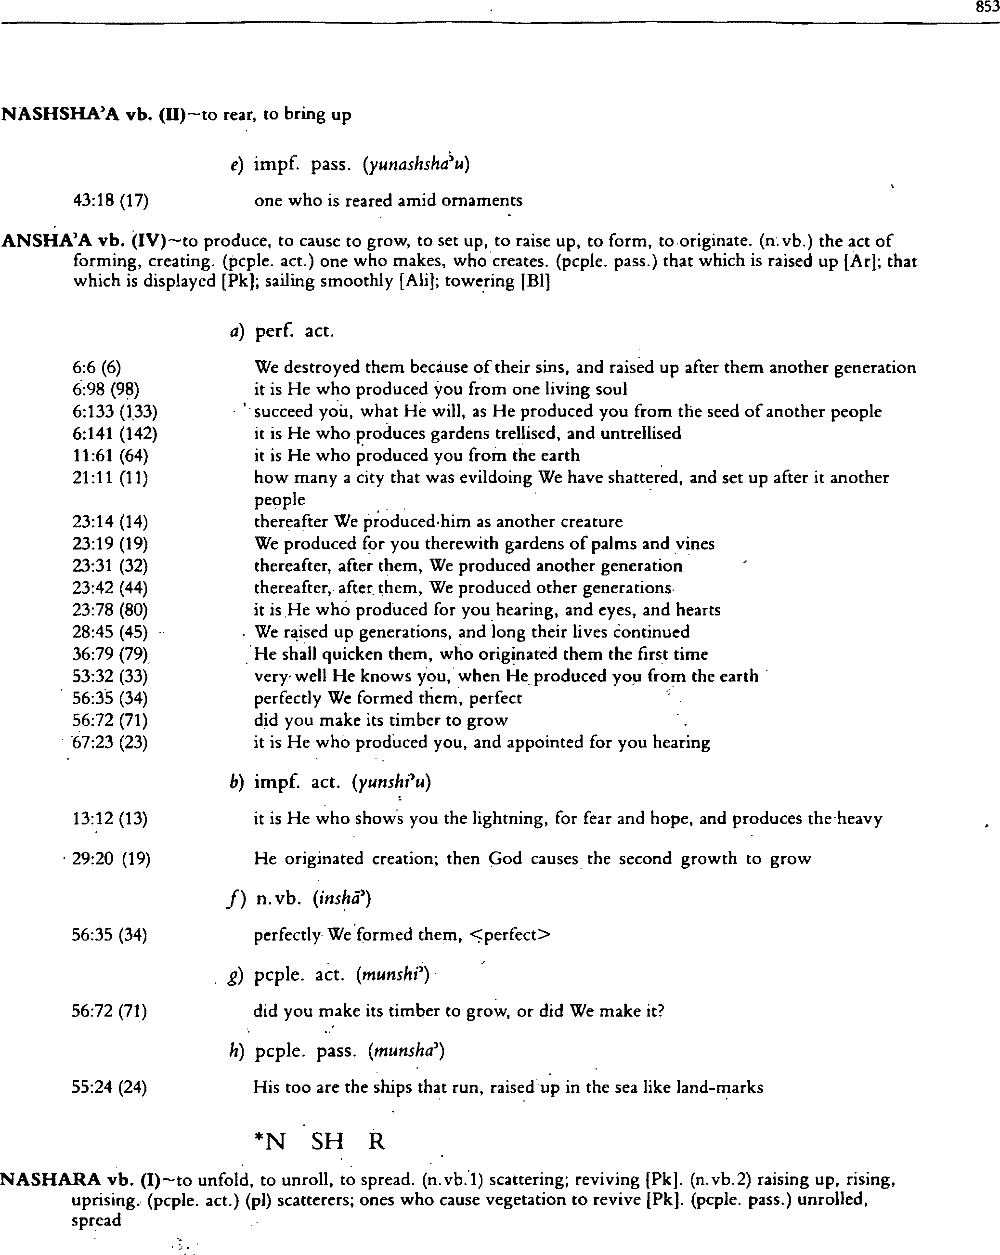 853
NASHSHA’A vb. (II)—to rear, to bring up
e) impf. pass. (yunashsha’u)
43:18 (17) one who is reared amid ornaments
ANSHA’A vb. (IV)—to produce, to cause to grow, to set up, to raise up, to form, to originate. (n.vb.) the act of
forming, creating. (pcple. act.) one who makes, who creates. (pcple. pass.) that which is raised up [Ar]; that
which is displayed [Pk]; sailing smoothly [Ali]; towering [Bl]
a) perf. act.
6:6 (6) We destroyed them because of their sins, and raised up after them another generation
6:98 (98) it is He who produced you from one living soul
6:133 (133) succeed you, what He will, as He produced you from the seed of another people
6:141 (142) it is He who produces gardens trellised, and untrellised
11:61 (64) it is He who produced you from the earth
21:11 (11) how many a city that was evildoing We have shattered, and set up after it another
people
23:14 (14) thereafter We produced him as another creature
23:19 (19) We produced for you therewith gardens of palms and vines
23:31 (32) thereafter, after them, We produced another generation
23:42 (44) thereafter, after them, We produced other generations
23:78 (80) it is He who produced for you hearing, and eyes, and hearts
28:45 (45) We raised up generations, and long their lives continued
36:79 (79) He shall quicken them, who originated them the first time
53:32 (33) very well He knows you, when He produced you from the earth
56:35 (34) perfectly We formed them, perfect
56:72 (71) did you make its timber to grow
67:23 (23) it is He who produced you, and appointed for you hearing
b) impf. act. (yunshi’u)
13:12 (13) it is He who shows you the lightning, for fear and hope, and produces the heavy
29:20 (19) He originated creation; then God causes the second growth to grow
f) n.vb. (inshā’)
56:35 (34) perfectly We formed them, <perfect>
g) pcple. act. (munshi’)
56:72 (71) did you make its timber to grow, or did We make it?
h) pcple. pass. (munsha’)
55:24 (24) His too are the ships that run, raised up in the sea like land-marks
*N SH R
NASHARA vb. (I)—to unfold, to unroll, to spread. (n.vb.1) scattering; reviving [Pk]. (n.vb.2) raising up, rising,
uprising. (pcple. act.) (pl) scatterers; ones who cause vegetation to revive [Pk]. (pcple. pass.) unrolled,
spread